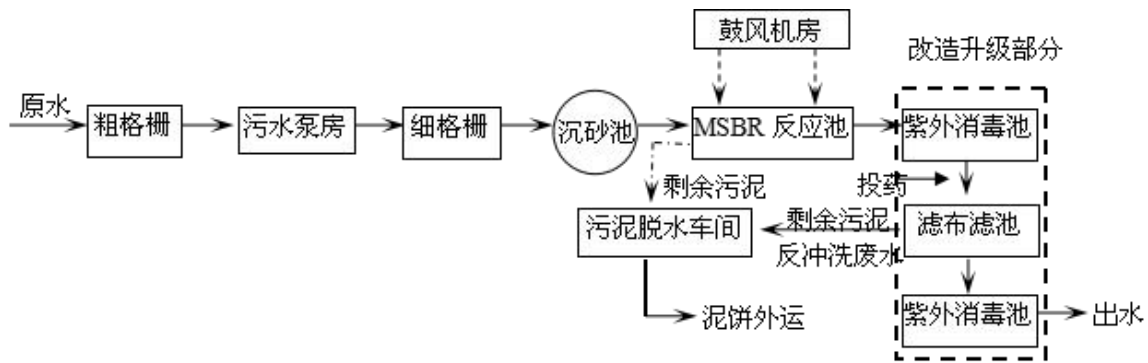 鼓风机房
改造升级部分
原水
粗格栅
污水泵房
细格栅
沉砂池
MSBR 反应池
紫外消毒池
剩余污泥
投药
污泥脱水车间
剩余污泥
反冲洗废水
滤布滤池
泥饼外运
紫外消毒池
出水